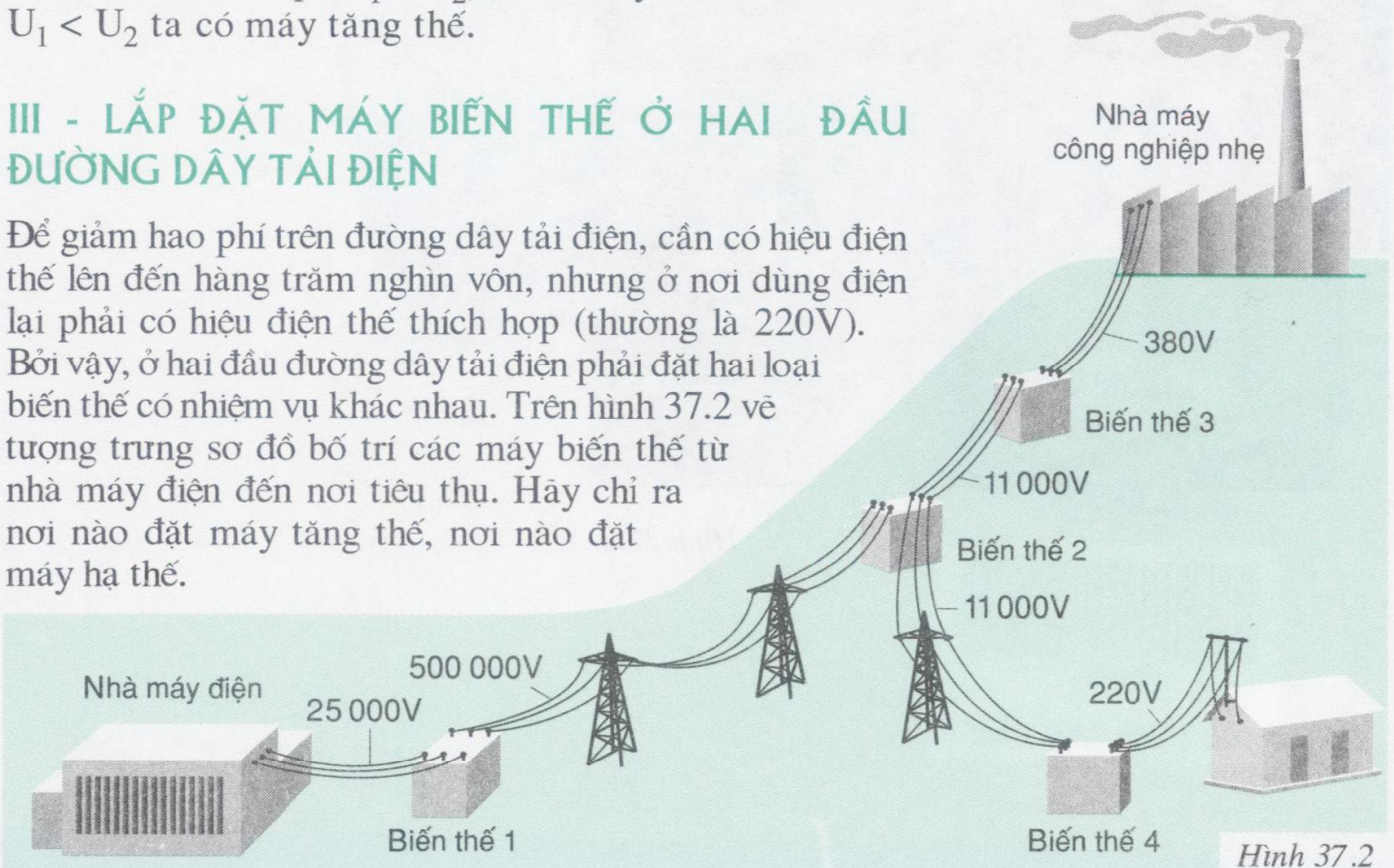 U₁ < U₂ ta có máy tăng thế.
III - LẮP ĐẶT MÁY BIẾN THẾ Ở HAI ĐẦU
ĐƯỜNG DÂY TẢI ĐIỆN
Để giảm hao phí trên đường dây tải điện, cần có hiệu điện
thế lên đến hàng trăm nghìn vôn, nhưng ở nơi dùng điện
lại phải có hiệu điện thế thích hợp (thường là 220V).
Bởi vậy, ở hai đầu đường dây tải điện phải đặt hai loại
biến thế có nhiệm vụ khác nhau. Trên hình 37.2 vẽ
tượng trưng sơ đồ bố trí các máy biến thế từ
nhà máy điện đến nơi tiêu thụ. Hãy chỉ ra
nơi nào đặt máy tăng thế, nơi nào đặt
máy hạ thế.
Nhà máy
công nghiệp nhẹ
380V
Biến thế 3
11 000V
Biến thế 2
11 000V
500 000V
Nhà máy điện
25 000V
220V
Biến thế 1
Biến thế 4
Hình 37.2